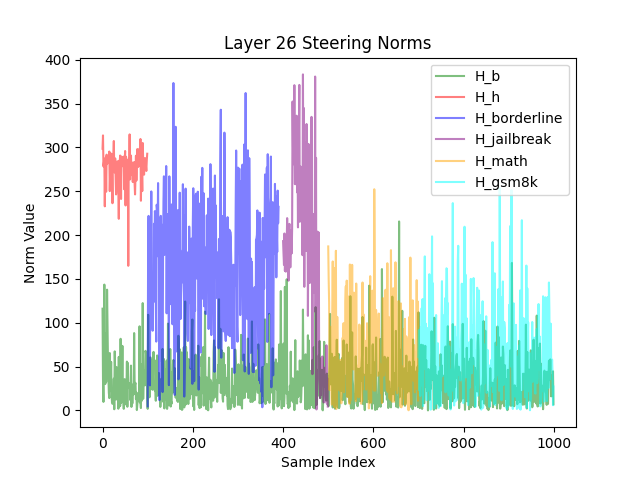 Layer 26 Steering Norms
400
350
300
250
200
150
100
50
0
Norm Value
H_b
H_h
H_borderline
H_jailbreak
H_math
H_gsm8k
0
200
400
600
800
1000
Sample Index